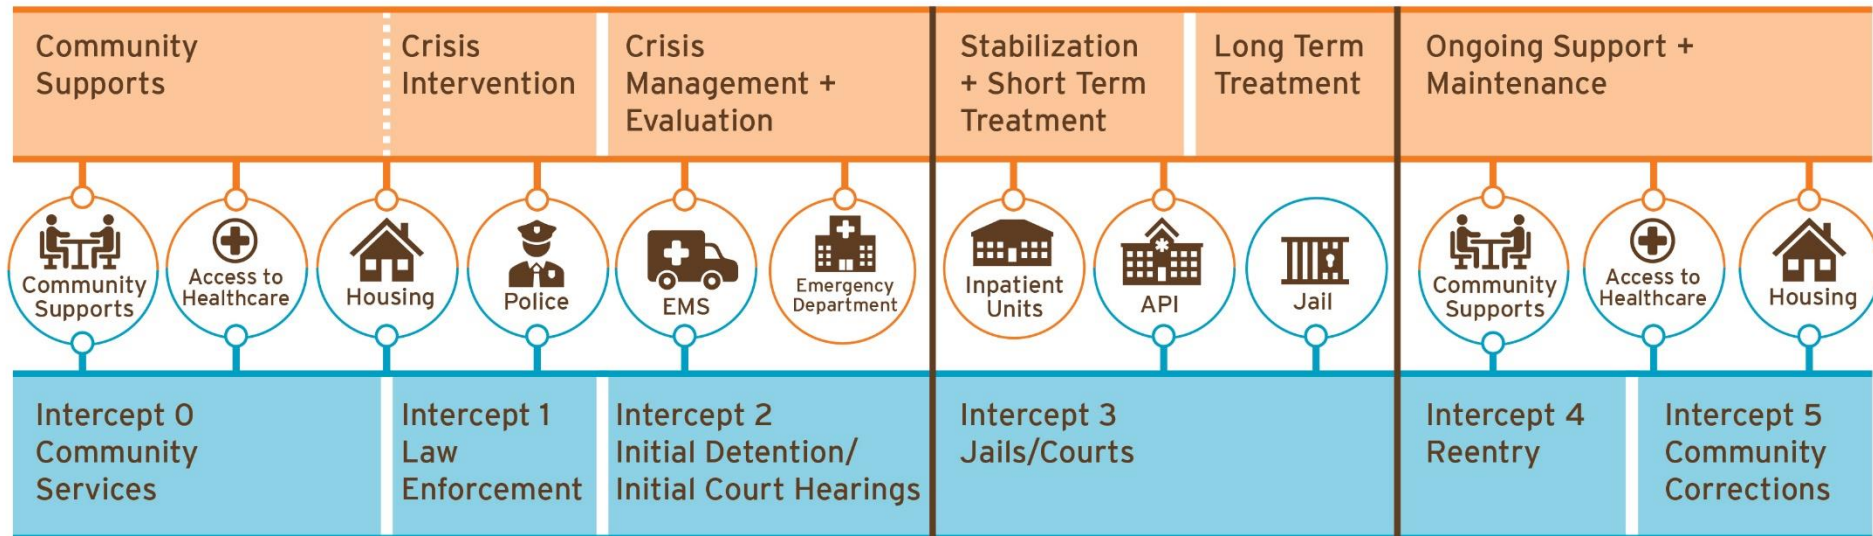 Community
Supports
Crisis
Intervention
Crisis
Management +
Evaluation
Stabilization
+ Short Term
Treatment
Long Term
Treatment
Ongoing Support +
Maintenance
Community
Supports
Access to
Healthcare
Housing
Police
EMS
Emergency
Department
Inpatient
Units
API
Jail
Community
Supports
Access to
Healthcare
Housing
Intercept 0
Community
Services
Intercept 1
Law
Enforcement
Intercept 2
Initial Detention/
Initial Court Hearings
Intercept 3
Jails/Courts
Intercept 4
Reentry
Intercept 5
Community
Corrections